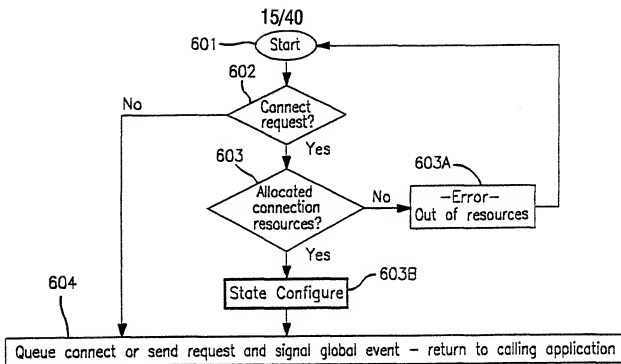 15/40
601
Start
602
No
Connect
request?
Yes
603
603A
Allocated
connection
resources?
No
-Error-
Out of resources
Yes
603B
State Configure
604
Queue connect or send request and signal global event - return to calling application